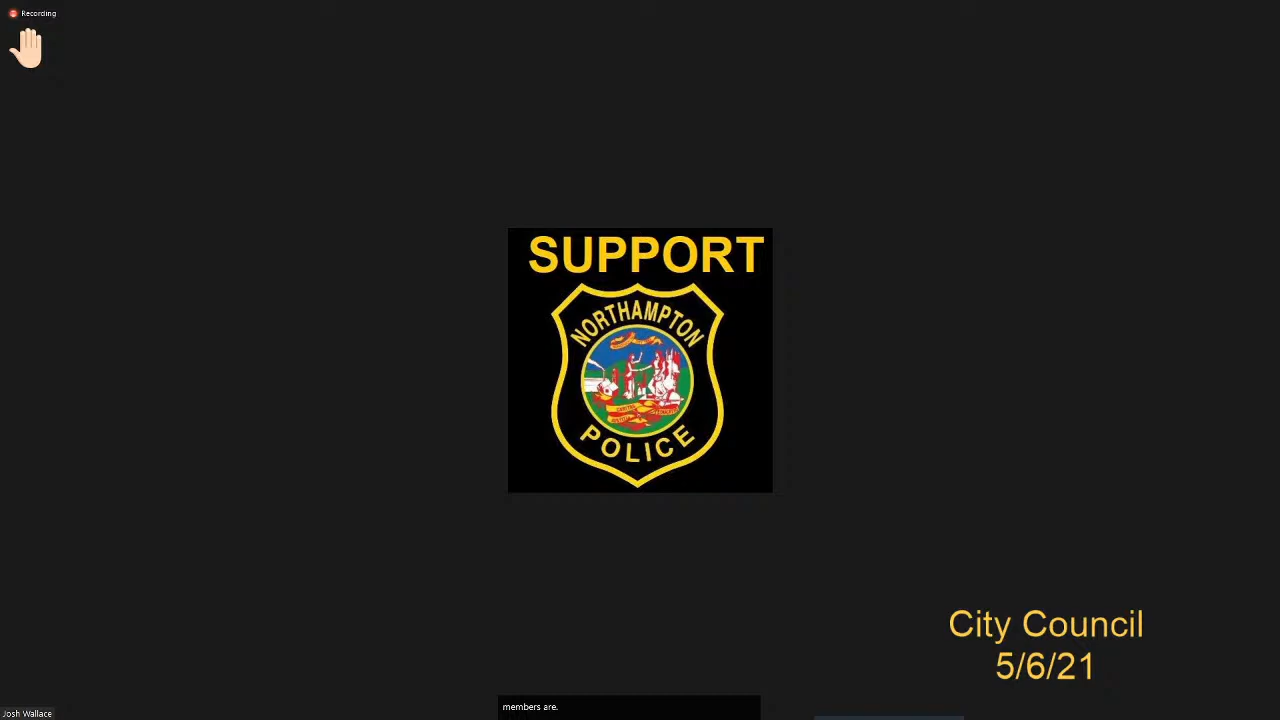 Recording
SUPPORT
NORTHAMPTON
POLICE
City Council
5/6/21
members are.
Josh Wallace